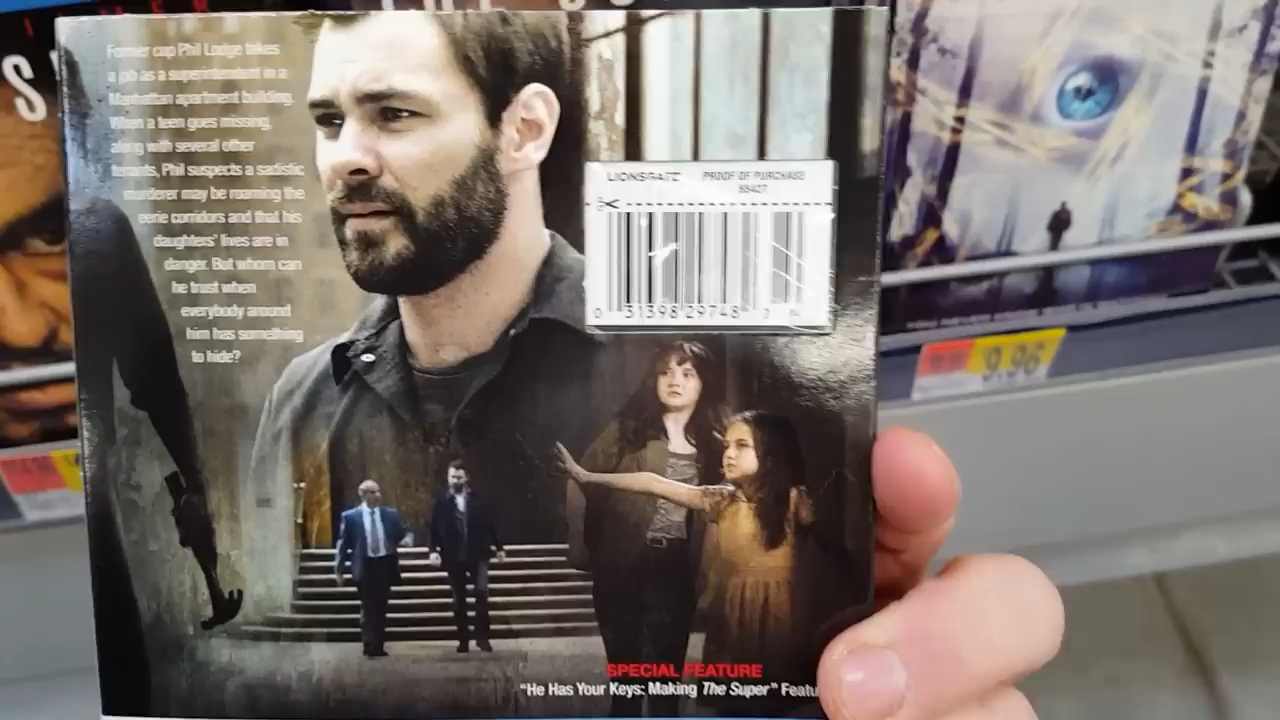 Former cop Phil Lodge takes
a job as a superintendent in a
Manhattan apartment building.
When a teen goes missing,
along with several other
tenants, Phil suspects a sadistic
murderer may be roaming the
eerie corridors and that his
daughters' lives are in
danger. But whom can
he trust when
everybody around
him has something
to hide?
LIONSGATE PROOF OF PURCHASE
0 31398 29748
9.96
SPECIAL FEATURE
"He Has Your Keys: Making The Super" Featu